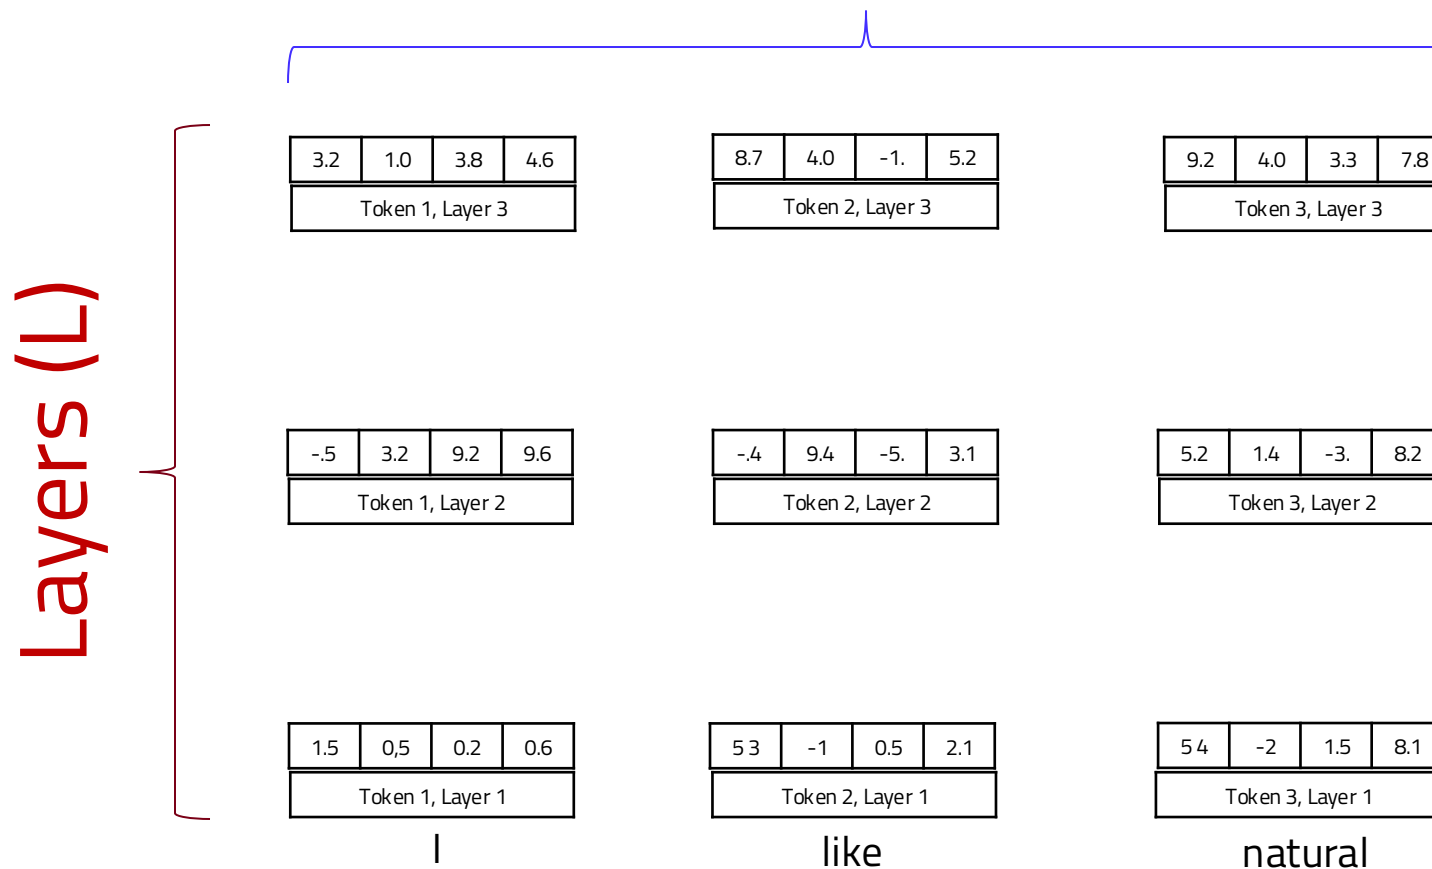 Layers (L)
3.2 1.0 3.8 4.6
Token 1, Layer 3
8.7 4.0 -1. 5.2
Token 2, Layer 3
9.2 4.0 3.3 7.8
Token 3, Layer 3
-.5 3.2 9.2 9.6
Token 1, Layer 2
-.4 9.4 -5. 3.1
Token 2, Layer 2
5.2 1.4 -3. 8.2
Token 3, Layer 2
1.5 0,5 0.2 0.6
Token 1, Layer 1
5 3 -1 0.5 2.1
Token 2, Layer 1
5 4 -2 1.5 8.1
Token 3, Layer 1
I
like
natural